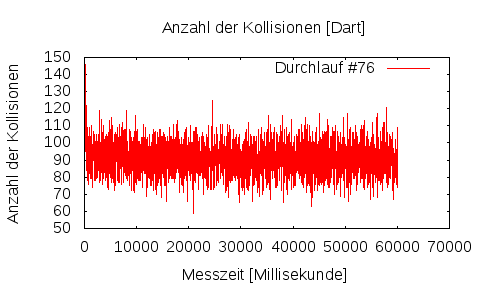 Anzahl der Kollisionen [Dart]
Durchlauf #76
Anzahl der Kollisionen
150
140
130
120
110
100
90
80
70
60
50
0 10000 20000 30000 40000 50000 60000 70000
Messzeit [Millisekunde]